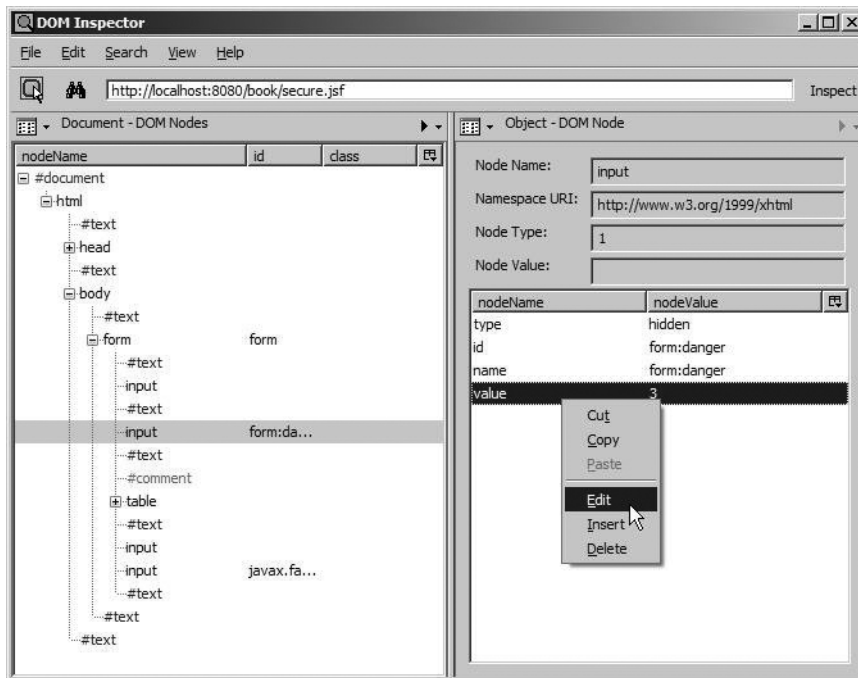 DOM Inspector
File Edit Search View Help
http://localhost:8080/book/secure.jsf Inspect
Document - DOM Nodes
nodeName id class
#document
html
#text
head
#text
body
#text
form form
#text
input
#text
input form:da...
#text
#comment
table
#text
input
input javax.fa...
#text
#text
#text
Object - DOM Node
Node Name: input
Namespace URI: http://www.w3.org/1999/xhtml
Node Type: 1
Node Value:
nodeName nodeValue
type hidden
id form:danger
name form:danger
value 3
Cut
Copy
Paste
Edit
Insert
Delete